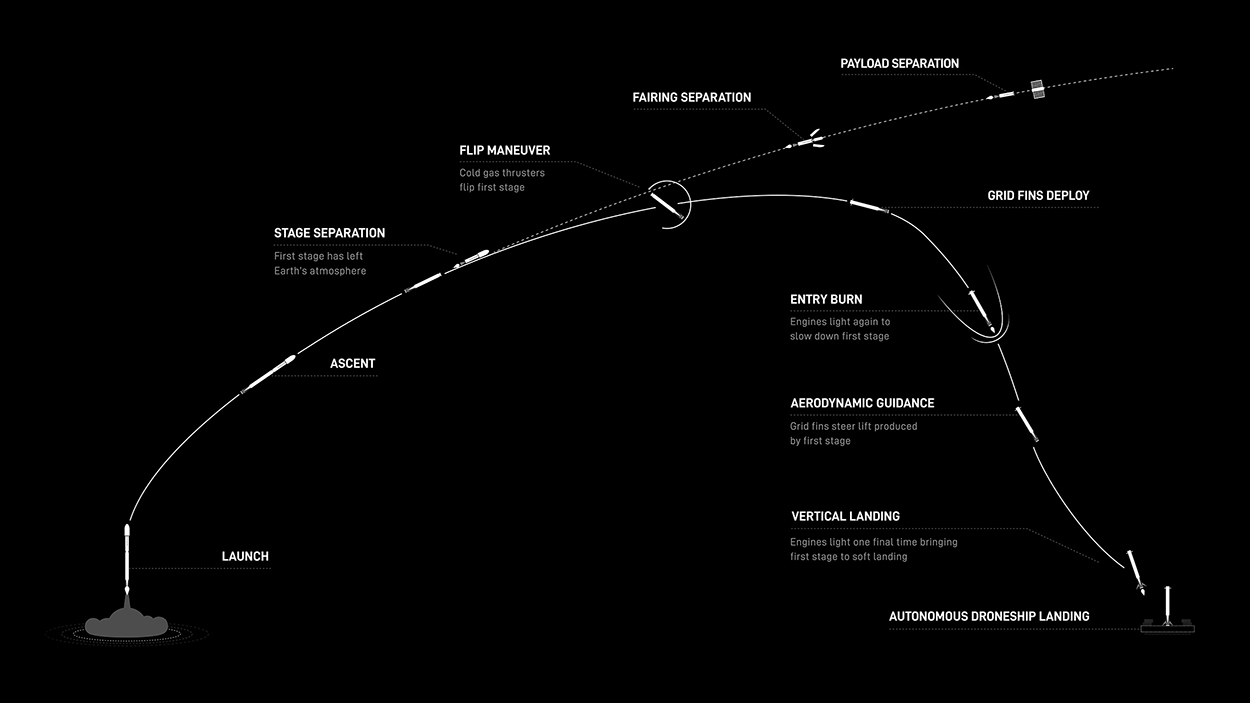 PAYLOAD SEPARATION
FAIRING SEPARATION
FLIP MANEUVER
Cold gas thrusters
flip first stage
GRID FINS DEPLOY
STAGE SEPARATION
First stage has left
Earth's atmosphere
ENTRY BURN
Engines light again to
slow down first stage
ASCENT
AERODYNAMIC GUIDANCE
Grid fins steer lift produced
by first stage
VERTICAL LANDING
Engines light one final time bringing
first stage to soft landing
LAUNCH
AUTONOMOUS DRONESHIP LANDING